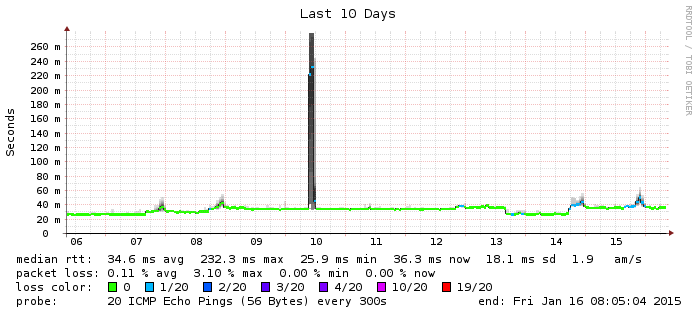 Last 10 Days
RRDTOOL / TOBI OETIKER
Seconds
260 m
240 m
220 m
200 m
180 m
160 m
140 m
120 m
100 m
80 m
60 m
40 m
20 m
0
06 07 08 09 10 11 12 13 14 15
median rtt: 34.6 ms avg 232.3 ms max 25.9 ms min 36.3 ms now 18.1 ms sd 1.9 am/s
packet loss: 0.11 % avg 3.10 % max 0.00 % min 0.00 % now
loss color: 0 1/20 2/20 3/20 4/20 10/20 19/20
probe: 20 ICMP Echo Pings (56 Bytes) every 300s end: Fri Jan 16 08:05:04 2015